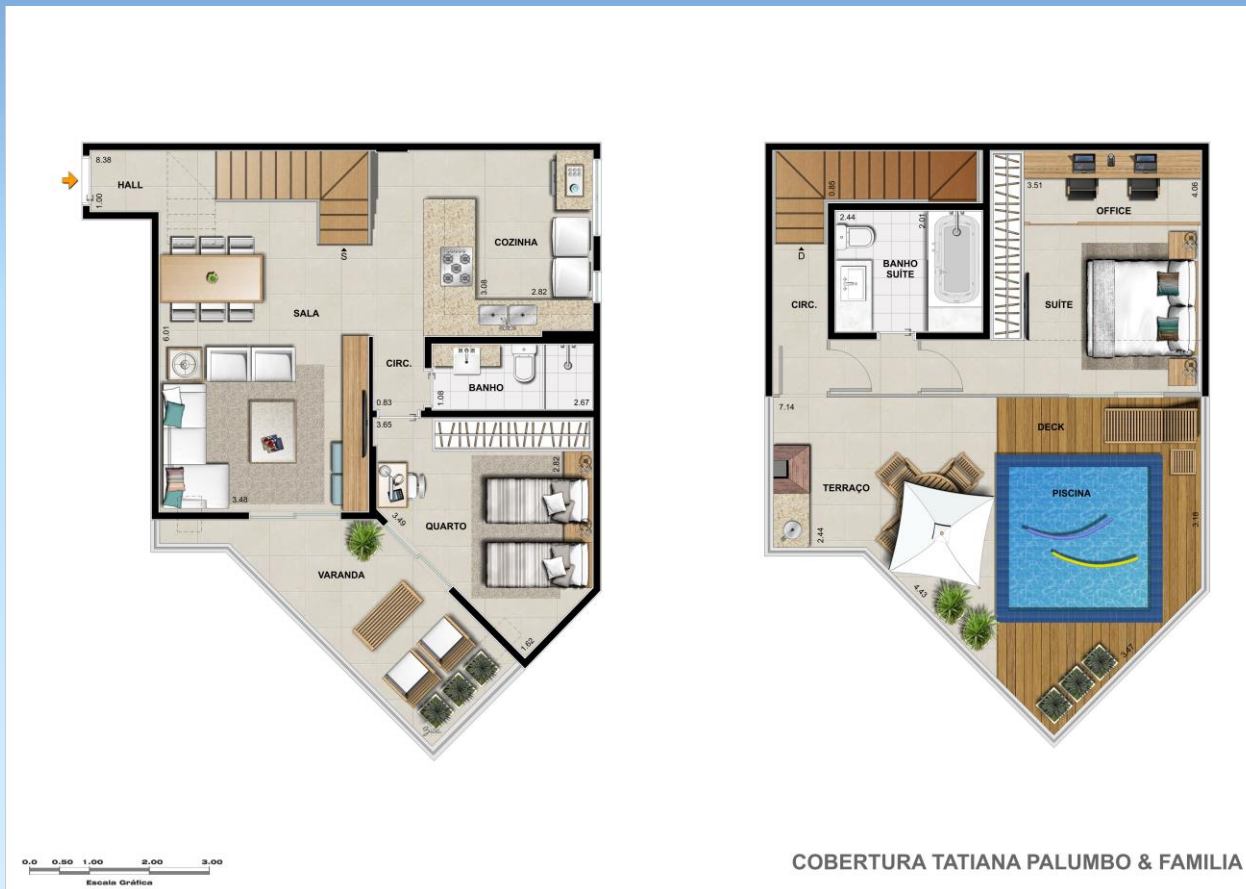 8.38
HALL
1.00
S
COZINHA
3.08
2.82
SALA
6.01
CIRC.
BANHO
1.08
0.83
2.67
3.65
2.82
3.48
3.49
QUARTO
VARANDA
1.62
0.85
3.51
4.06
OFFICE
2.44
2.01
BANHO
SUÍTE
D
CIRC.
SUÍTE
7.14
DECK
TERRAÇO
PISCINA
2.44
3.16
4.43
3.47
0.0 0.50 1.00 2.00 3.00
Escala Gráfica
COBERTURA TATIANA PALUMBO & FAMILIA